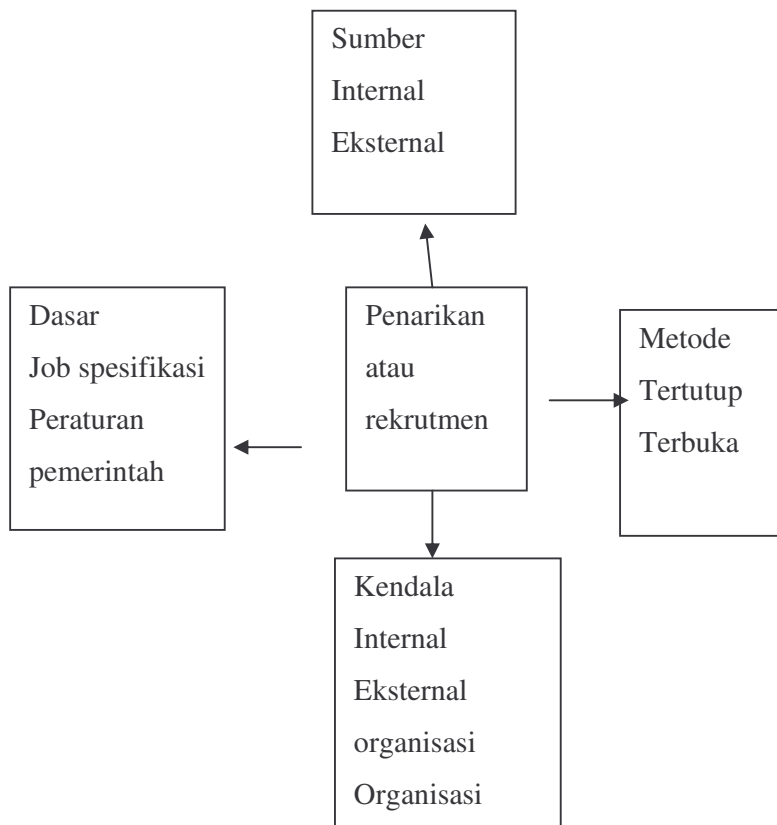 Sumber
Internal
Eksternal
Dasar
Job spesifikasi
Peraturan
pemerintah
Penarikan
atau
rekrutmen
Metode
Tertutup
Terbuka
Kendala
Internal
Eksternal
organisasi
Organisasi